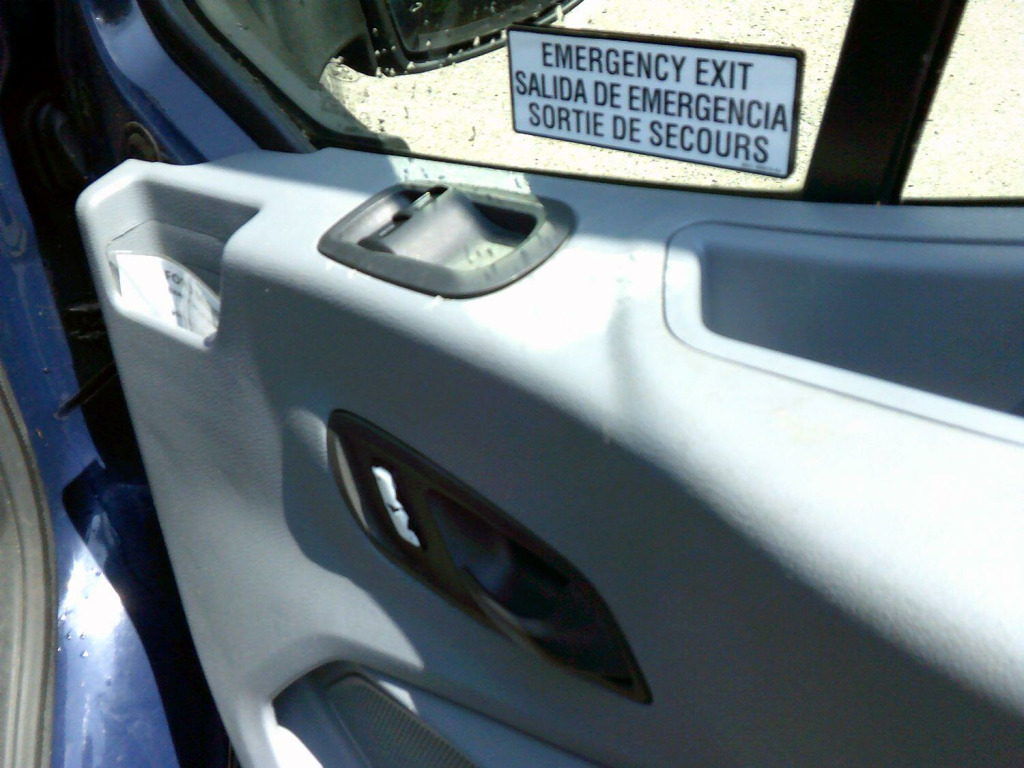 EMERGENCY EXIT
SALIDA DE EMERGENCIA
SORTIE DE SECOURS